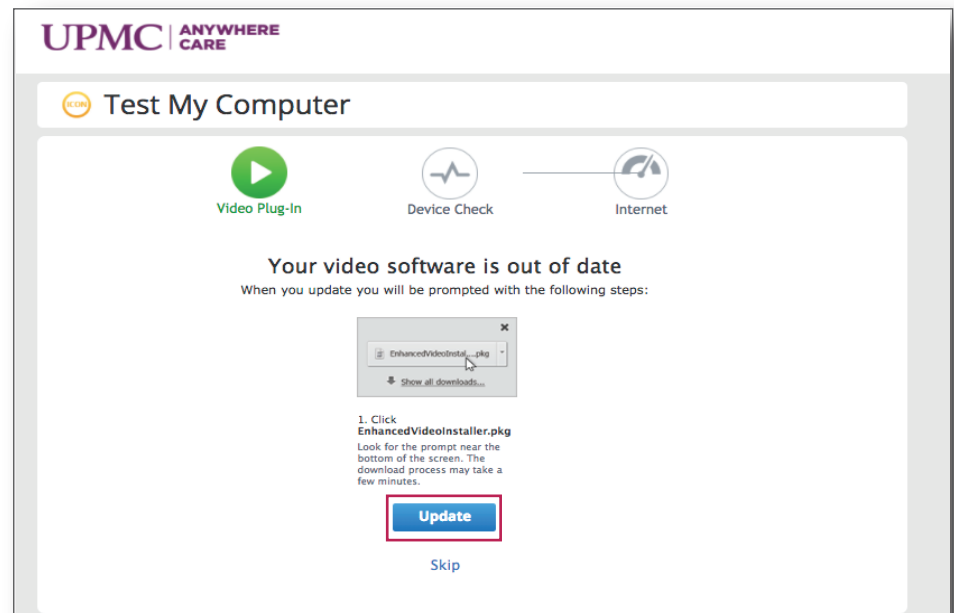 UPMC ANYWHERE CARE
ICON Test My Computer
Video Plug-In
Device Check
Internet
Your video software is out of date
When you update you will be prompted with the following steps:
EnhancedVideoInstal....pkg
Show all downloads...
1. Click
EnhancedVideoInstaller.pkg
Look for the prompt near the
bottom of the screen. The
download process may take a
few minutes.
Update
Skip